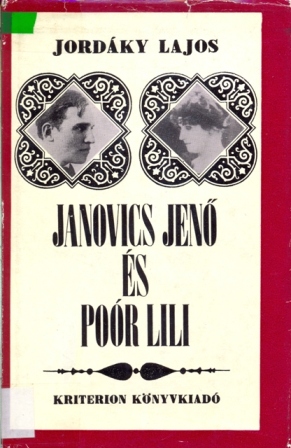 JORDÁKY LAJOS
JANOVICS JENŐ
ÉS
POÓR LILI
KRITERION KÖNYVKIADÓ